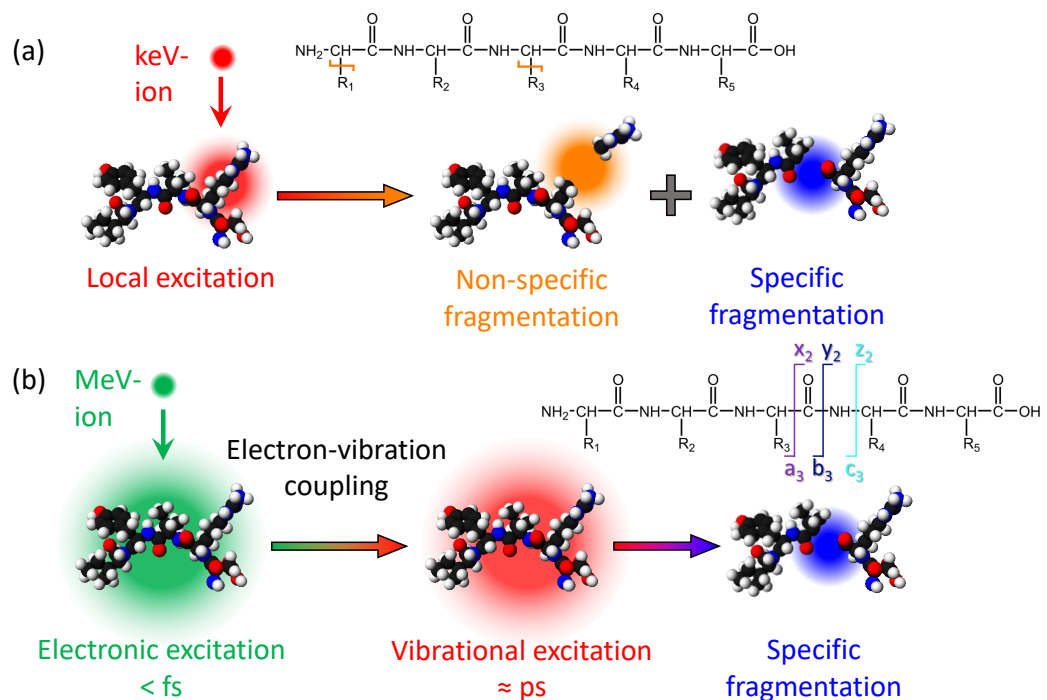 (a)
keV-
ion
O O O O O
NH2 CH C NH CH C NH CH C NH CH C NH CH C OH
R1 R2 R3 R4 R5
Local excitation
Non-specific
fragmentation
Specific
fragmentation
(b)
MeV-
ion
x2 y2 z2
O O O O O
NH2 CH C NH CH C NH CH C NH CH C NH CH C OH
R1 R2 R3 R4 R5
a3 b3 c3
Electron-vibration
coupling
Electronic excitation
< fs
Vibrational excitation
≈ ps
Specific
fragmentation